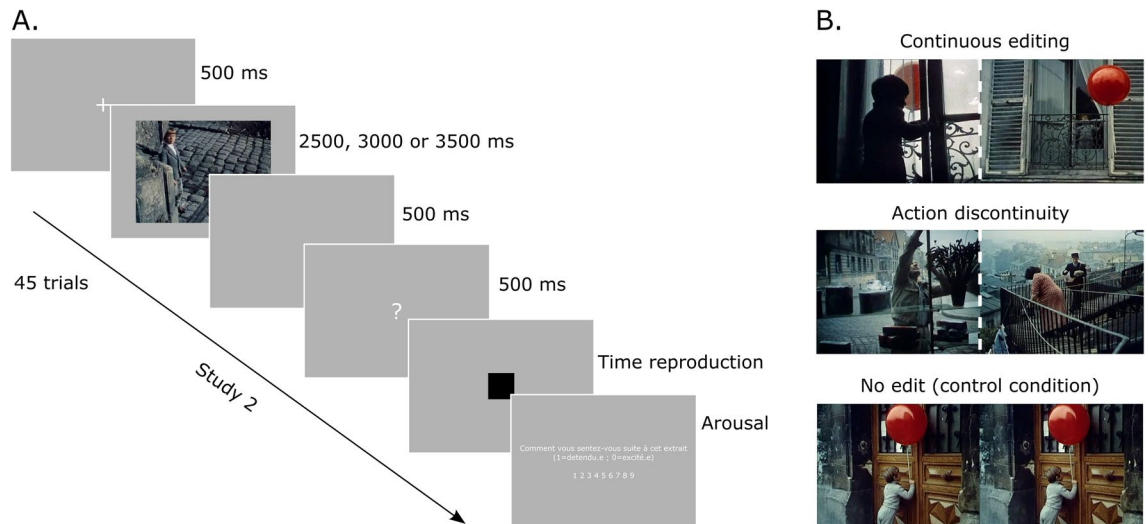 A.
500 ms
2500, 3000 or 3500 ms
500 ms
500 ms
?
Time reproduction
Arousal
Comment vous sentez-vous suite à cet extrait
(1=detendu.e ; 0=excité.e)
1 2 3 4 5 6 7 8 9
45 trials
Study 2
B.
Continuous editing
Action discontinuity
No edit (control condition)